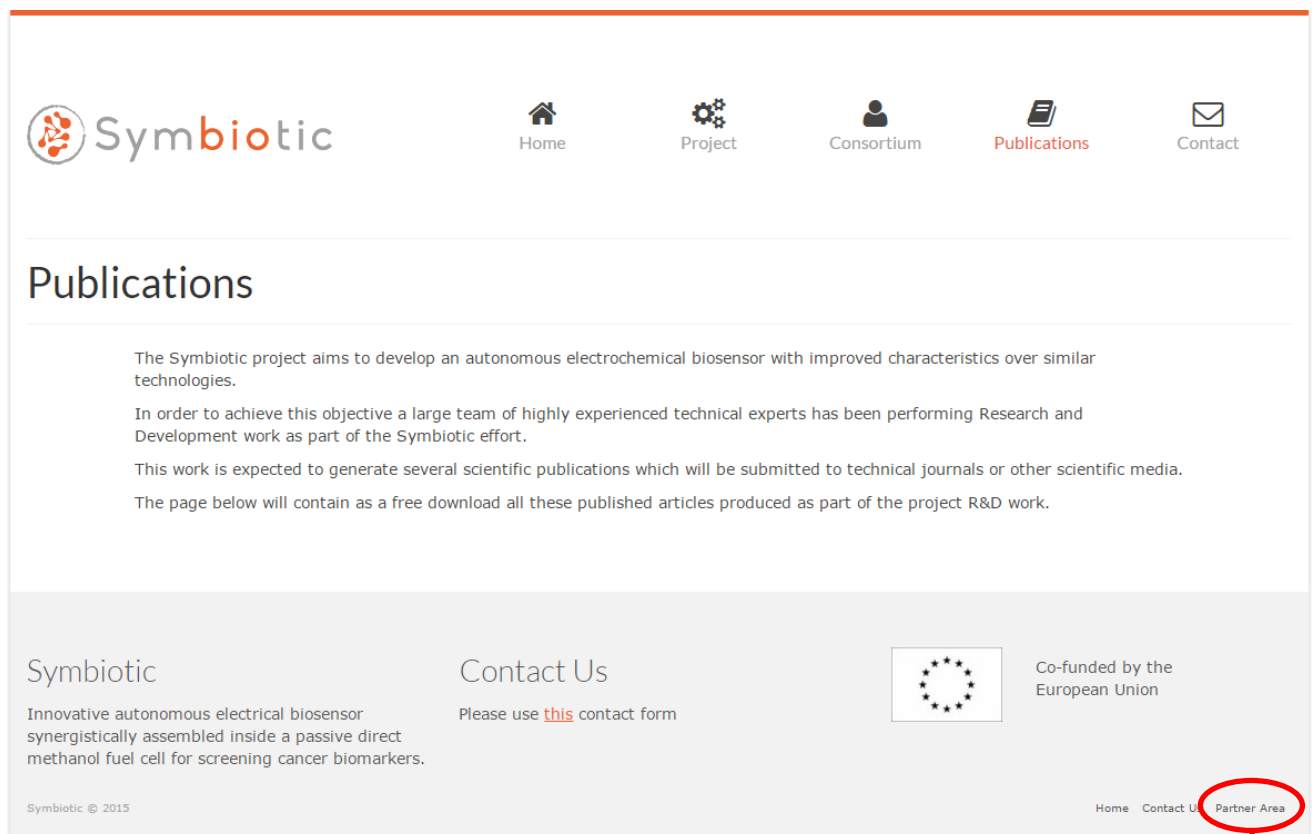 Symbiotic
Home
Project
Consortium
Publications
Contact
Publications
The Symbiotic project aims to develop an autonomous electrochemical biosensor with improved characteristics over similar
technologies.
In order to achieve this objective a large team of highly experienced technical experts has been performing Research and
Development work as part of the Symbiotic effort.
This work is expected to generate several scientific publications which will be submitted to technical journals or other scientific media.
The page below will contain as a free download all these published articles produced as part of the project R&D work.
Symbiotic
Innovative autonomous electrical biosensor
synergistically assembled inside a passive direct
methanol fuel cell for screening cancer biomarkers.
Contact Us
Please use this contact form
Co-funded by the
European Union
Symbiotic © 2015
Home Contact Us Partner Area